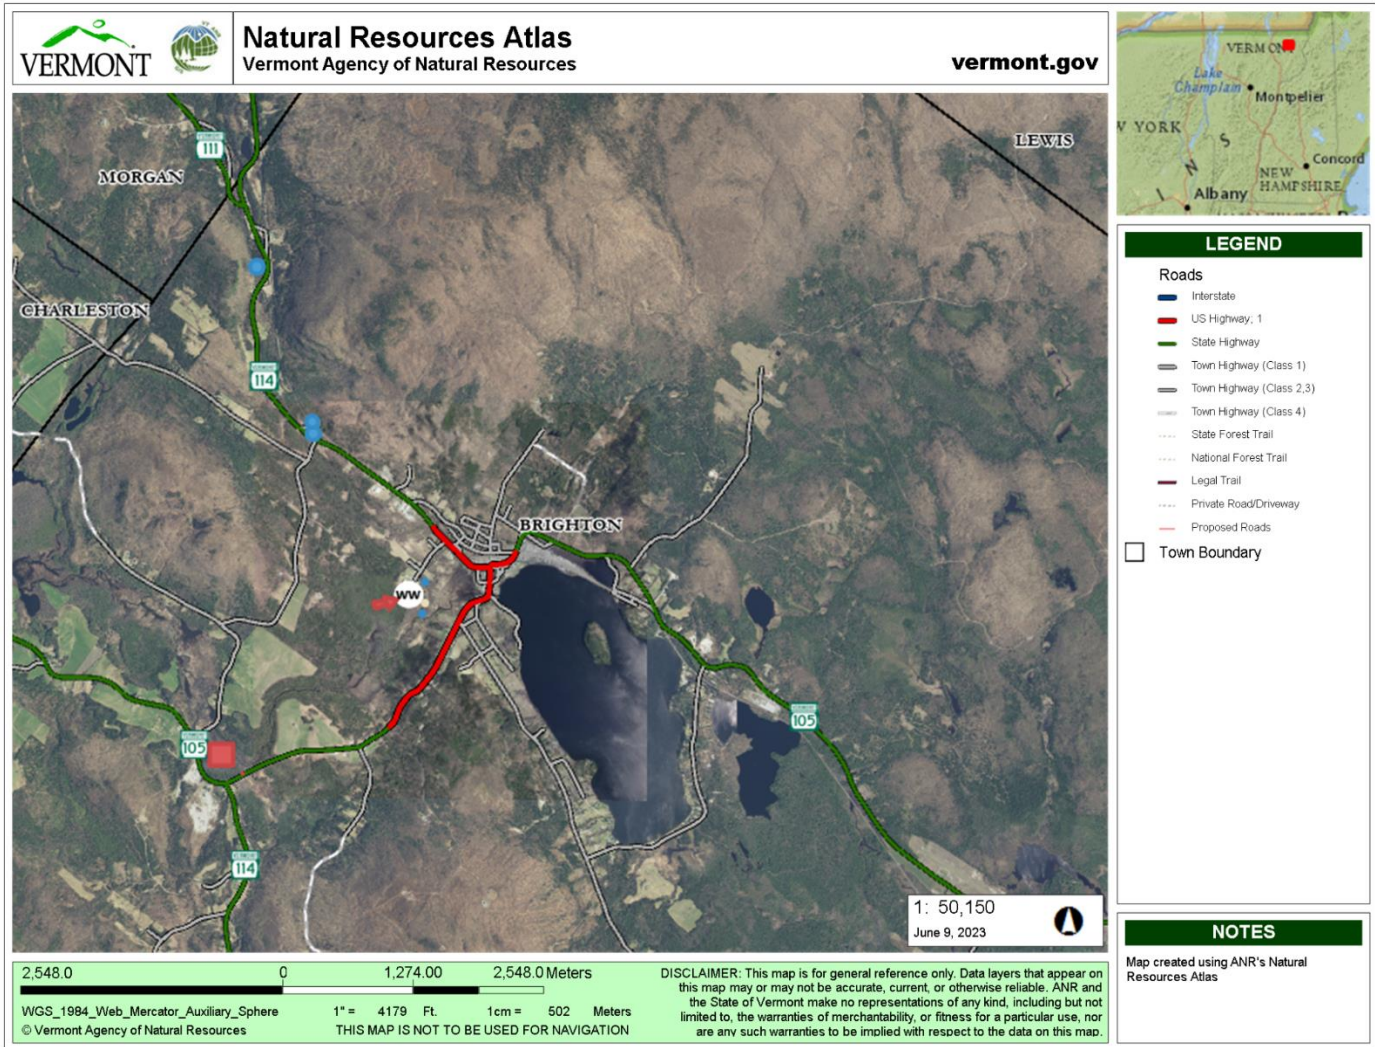 VERMONT
VT ANR
Natural Resources Atlas
Vermont Agency of Natural Resources
vermont.gov
111
MORGAN
LEWIS
CHARLESTON
VERMONT
114
BRIGHTON
WW
105
105
114
1: 50,150
June 9, 2023
VERMONT
Lake
Champlain
Montpelier
W YORK
N S
Concord
NEW
HAMPSHIRE
Albany
LEGEND
Roads
Interstate
US Highway; 1
State Highway
Town Highway (Class 1)
Town Highway (Class 2,3)
Town Highway (Class 4)
State Forest Trail
National Forest Trail
Legal Trail
Private Road/Driveway
Proposed Roads
Town Boundary
NOTES
Map created using ANR's Natural
Resources Atlas
2,548.0 0 1,274.00 2,548.0 Meters
WGS_1984_Web_Mercator_Auxiliary_Sphere 1" = 4179 Ft. 1cm = 502 Meters
© Vermont Agency of Natural Resources THIS MAP IS NOT TO BE USED FOR NAVIGATION
DISCLAIMER: This map is for general reference only. Data layers that appear on
this map may or may not be accurate, current, or otherwise reliable. ANR and
the State of Vermont make no representations of any kind, including but not
limited to, the warranties of merchantability, or fitness for a particular use, nor
are any such warranties to be implied with respect to the data on this map.